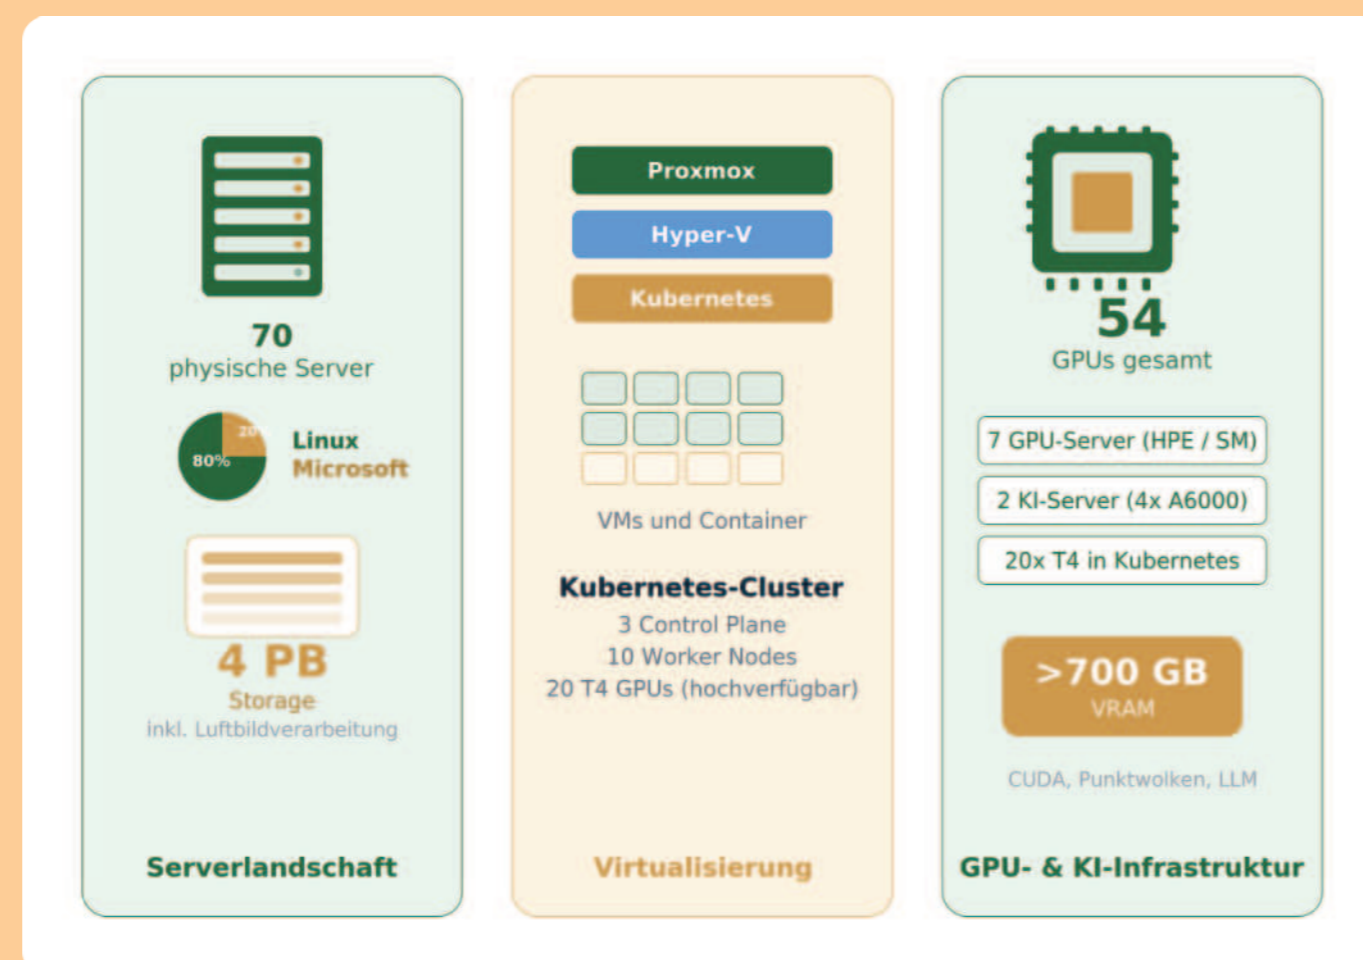 70
physische Server
20
80%
Linux
Microsoft
4 PB
Storage
inkl. Luftbildverarbeitung
Serverlandschaft
Proxmox
Hyper-V
Kubernetes
VMs und Container
Kubernetes-Cluster
3 Control Plane
10 Worker Nodes
20 T4 GPUs (hochverfügbar)
Virtualisierung
54
GPUs gesamt
7 GPU-Server (HPE / SM)
2 KI-Server (4x A6000)
20x T4 in Kubernetes
>700 GB
VRAM
CUDA, Punktwolken, LLM
GPU- & KI-Infrastruktur